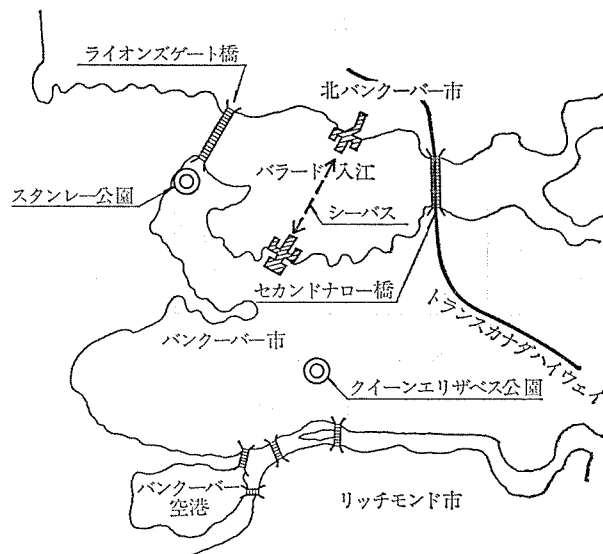 ライオンズゲート橋
北バンクーバー市
バラード入江
スタンレー公園
シーバス
セカンドナロー橋
トランスカナダハイウェイ
バンクーバー市
クイーンエリザベス公園
バンクーバー
空港
リッチモンド市